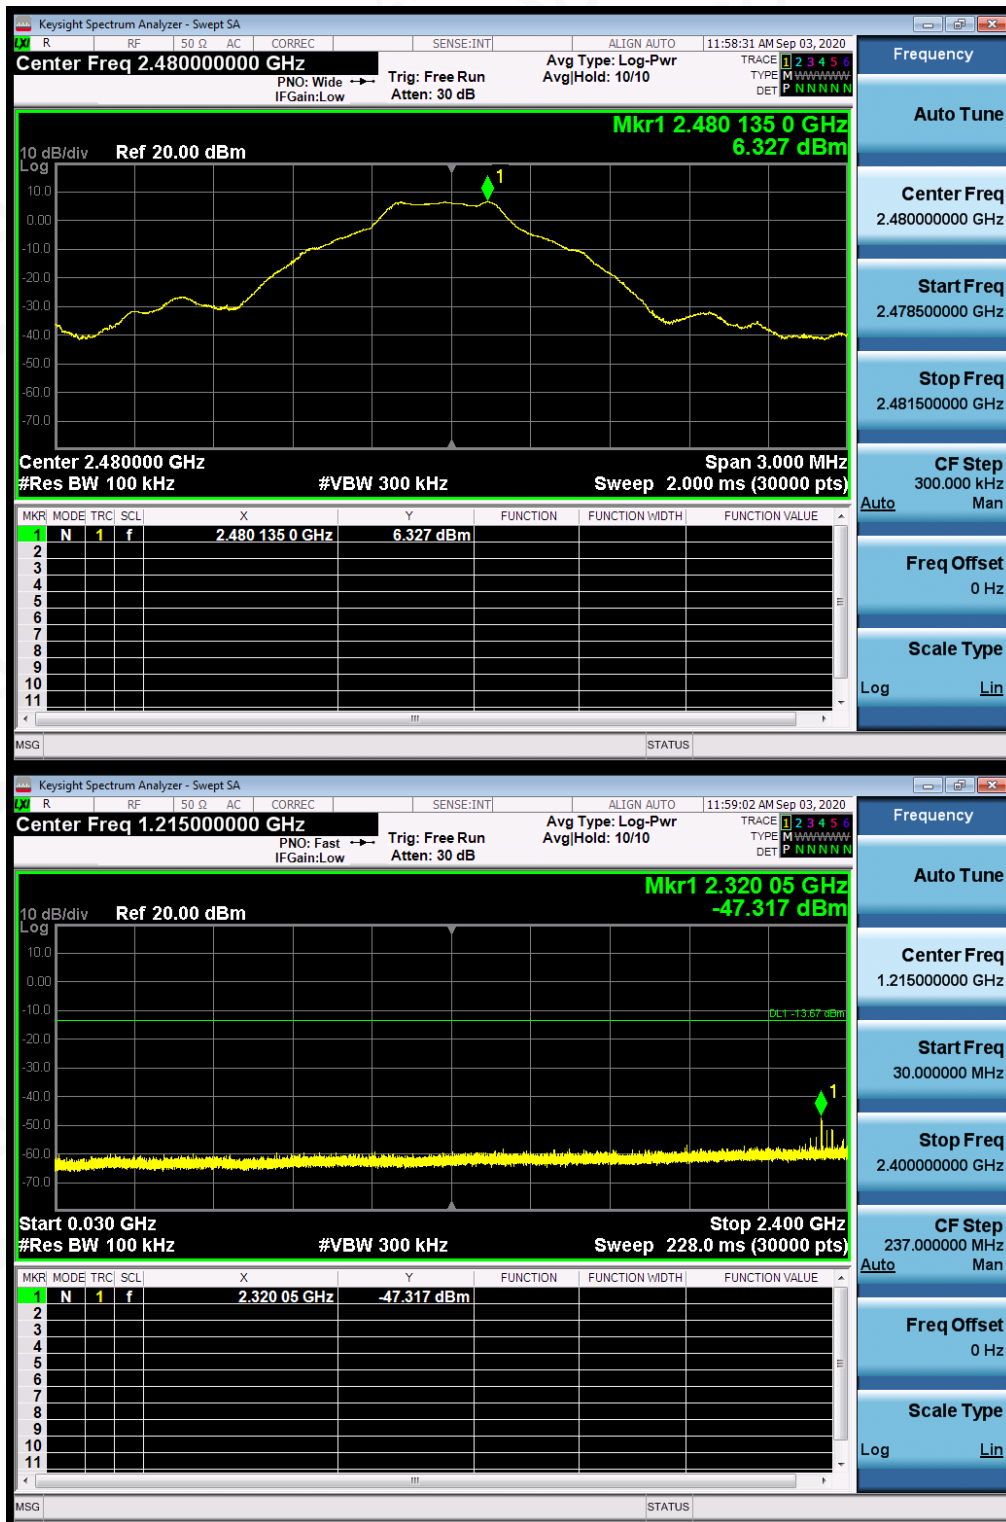 Keysight Spectrum Analyzer - Swept SA
LXI R RF 50 Ω AC CORREC SENSE:INT ALIGN AUTO 11:58:31 AM Sep 03, 2020
Center Freq 2.480000000 GHz
PNO: Wide
IFGain:Low
Trig: Free Run
Atten: 30 dB
Avg Type: Log-Pwr
Avg|Hold: 10/10
TRACE 1 2 3 4 5 6
TYPE M WWWWW
DET P N N N N N
Mkr1 2.480 135 0 GHz
6.327 dBm
10 dB/div Ref 20.00 dBm
Log
10.0
0.00
-10.0
-20.0
-30.0
-40.0
-50.0
-60.0
-70.0
1
Center 2.480000 GHz Span 3.000 MHz
#Res BW 100 kHz #VBW 300 kHz Sweep 2.000 ms (30000 pts)
MKR MODE TRC SCL X Y FUNCTION FUNCTION WIDTH FUNCTION VALUE
1 N 1 f 2.480 135 0 GHz 6.327 dBm
2
3
4
5
6
7
8
9
10
11
MSG STATUS
Frequency
Auto Tune
Center Freq
2.480000000 GHz
Start Freq
2.478500000 GHz
Stop Freq
2.481500000 GHz
CF Step
300.000 kHz
Auto Man
Freq Offset
0 Hz
Scale Type
Log Lin
Keysight Spectrum Analyzer - Swept SA
LXI R RF 50 Ω AC CORREC SENSE:INT ALIGN AUTO 11:59:02 AM Sep 03, 2020
Center Freq 1.215000000 GHz
PNO: Fast
IFGain:Low
Trig: Free Run
Atten: 30 dB
Avg Type: Log-Pwr
Avg|Hold: 10/10
TRACE 1 2 3 4 5 6
TYPE M WWWWW
DET P N N N N N
Mkr1 2.320 05 GHz
-47.317 dBm
10 dB/div Ref 20.00 dBm
Log
10.0
0.00
-10.0
-20.0
-30.0
-40.0
-50.0
-60.0
-70.0
DL1 -13.67 dBm
1
Start 0.030 GHz Stop 2.400 GHz
#Res BW 100 kHz #VBW 300 kHz Sweep 228.0 ms (30000 pts)
MKR MODE TRC SCL X Y FUNCTION FUNCTION WIDTH FUNCTION VALUE
1 N 1 f 2.320 05 GHz -47.317 dBm
2
3
4
5
6
7
8
9
10
11
MSG STATUS
Frequency
Auto Tune
Center Freq
1.215000000 GHz
Start Freq
30.000000 MHz
Stop Freq
2.400000000 GHz
CF Step
237.000000 MHz
Auto Man
Freq Offset
0 Hz
Scale Type
Log Lin